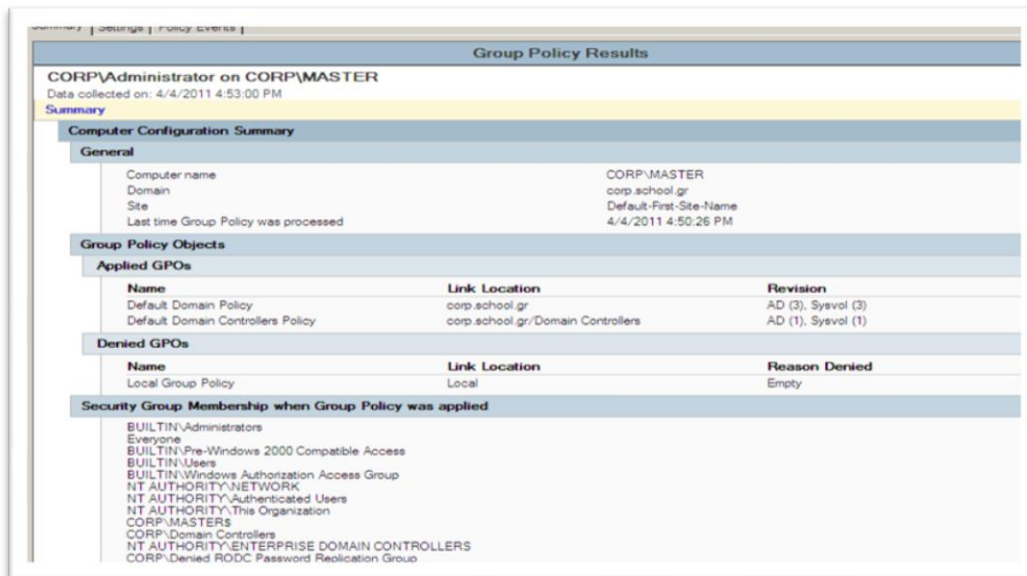 Summary Settings Policy Events
Group Policy Results
CORP\Administrator on CORP\MASTER
Data collected on: 4/4/2011 4:53:00 PM
Summary
Computer Configuration Summary
General
Computer name CORP\MASTER
Domain corp.school.gr
Site Default-First-Site-Name
Last time Group Policy was processed 4/4/2011 4:50:26 PM
Group Policy Objects
Applied GPOs
Name Link Location Revision
Default Domain Policy corp.school.gr AD (3), Sysvol (3)
Default Domain Controllers Policy corp.school.gr/Domain Controllers AD (1), Sysvol (1)
Denied GPOs
Name Link Location Reason Denied
Local Group Policy Local Empty
Security Group Membership when Group Policy was applied
BUILTIN\Administrators
Everyone
BUILTIN\Pre-Windows 2000 Compatible Access
BUILTIN\Users
BUILTIN\Windows Authorization Access Group
NT AUTHORITY\NETWORK
NT AUTHORITY\Authenticated Users
NT AUTHORITY\This Organization
CORP\MASTER$
CORP\Domain Controllers
NT AUTHORITY\ENTERPRISE DOMAIN CONTROLLERS
CORP\Denied RODC Password Replication Group